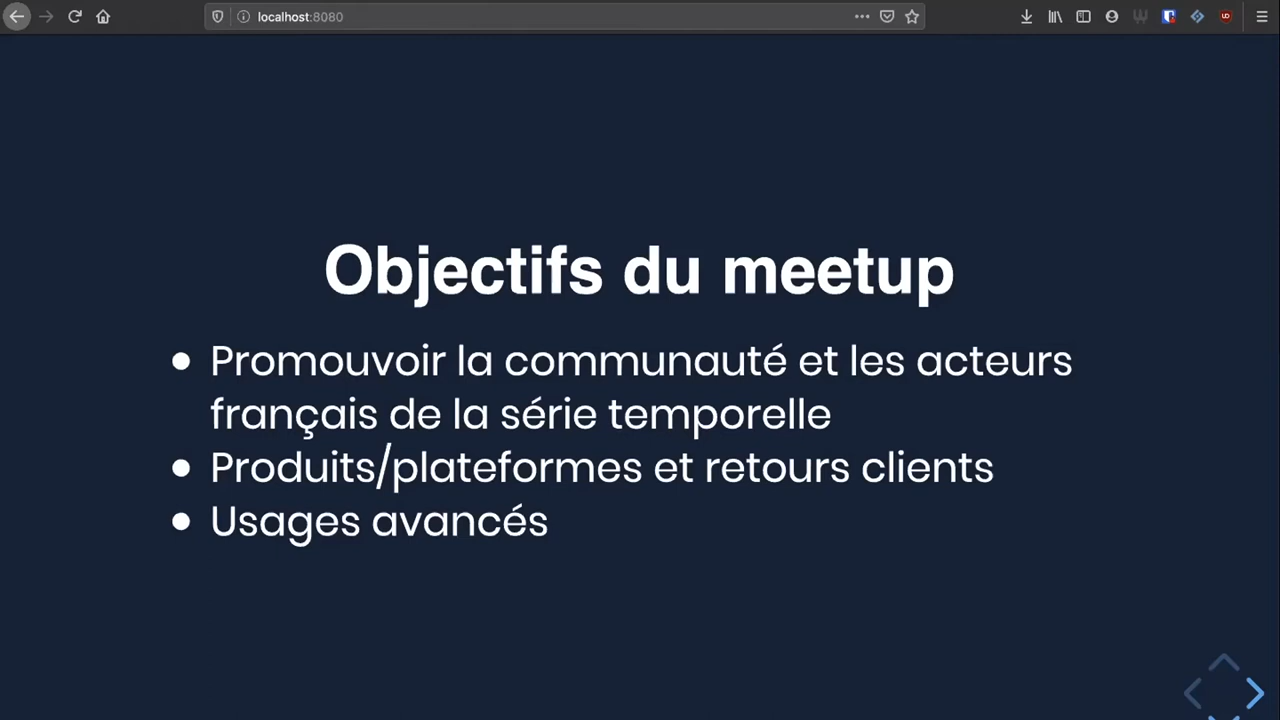 localhost:8080
Objectifs du meetup
Promouvoir la communauté et les acteurs
français de la série temporelle
Produits/plateformes et retours clients
Usages avancés